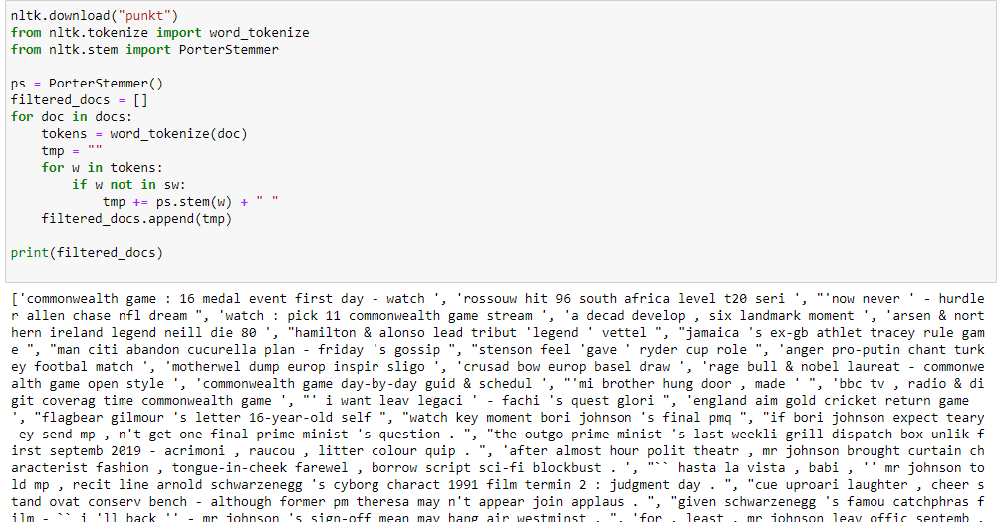 nltk.download("punkt")
from nltk.tokenize import word_tokenize
from nltk.stem import PorterStemmer

ps = PorterStemmer()
filtered_docs = []
for doc in docs:
    tokens = word_tokenize(doc)
    tmp = ""
    for w in tokens:
        if w not in sw:
            tmp += ps.stem(w) + " "
    filtered_docs.append(tmp)

print(filtered_docs)

['commonwealth game : 16 medal event first day - watch ', 'rossouw hit 96 south africa level t20 seri ', "'now never ' - hurdle
r allen chase nfl dream ", 'watch : pick 11 commonwealth game stream ', 'a decad develop , six landmark moment ', 'arsen & nort
hern ireland legend neill die 80 ', "hamilton & alonso lead tribut 'legend ' vettel ", "jamaica 's ex-gb athlet tracey rule gam
e ", "man citi abandon cucurella plan - friday 's gossip ", "stenson feel 'gave ' ryder cup role ", 'anger pro-putin chant turk
ey footbal match ', 'motherwel dump europ inspir sligo ', 'crusad bow europ basel draw ', 'rage bull & nobel laureat - commonwe
alth game open style ', 'commonwealth game day-by-day guid & schedul ', "'mi brother hung door , made ' ", 'bbc tv , radio & di
git coverag time commonwealth game ', "' i want leav legaci ' - fachi 's quest glori ", 'england aim gold cricket return game
', "flagbear gilmour 's letter 16-year-old self ", "watch key moment bori johnson 's final pmq ", "if bori johnson expect teary
-ey send mp , n't get one final prime minist 's question . ", "the outgo prime minist 's last weekli grill dispatch box unlik f
irst septemb 2019 - acrimoni , raucou , litter colour quip . ", 'after almost hour polit theatr , mr johnson brought curtain ch
aracterist fashion , tongue-in-cheek farewel , borrow script sci-fi blockbust . ', "`` hasta la vista , babi , '' mr johnson to
ld mp , recit line arnold schwarzenegg 's cyborg charact 1991 film termin 2 : judgment day . ", "cue uproari laughter , cheer s
tand ovat conserv bench - although former pm theresa may n't appear join applaus . ", "given schwarzenegg 's famou catchphras f
ilm - `` i 'll back '' - mr johnson 's sign-off mean may hang air westminst . ", 'for , least , mr johnson leav offic septemb ,